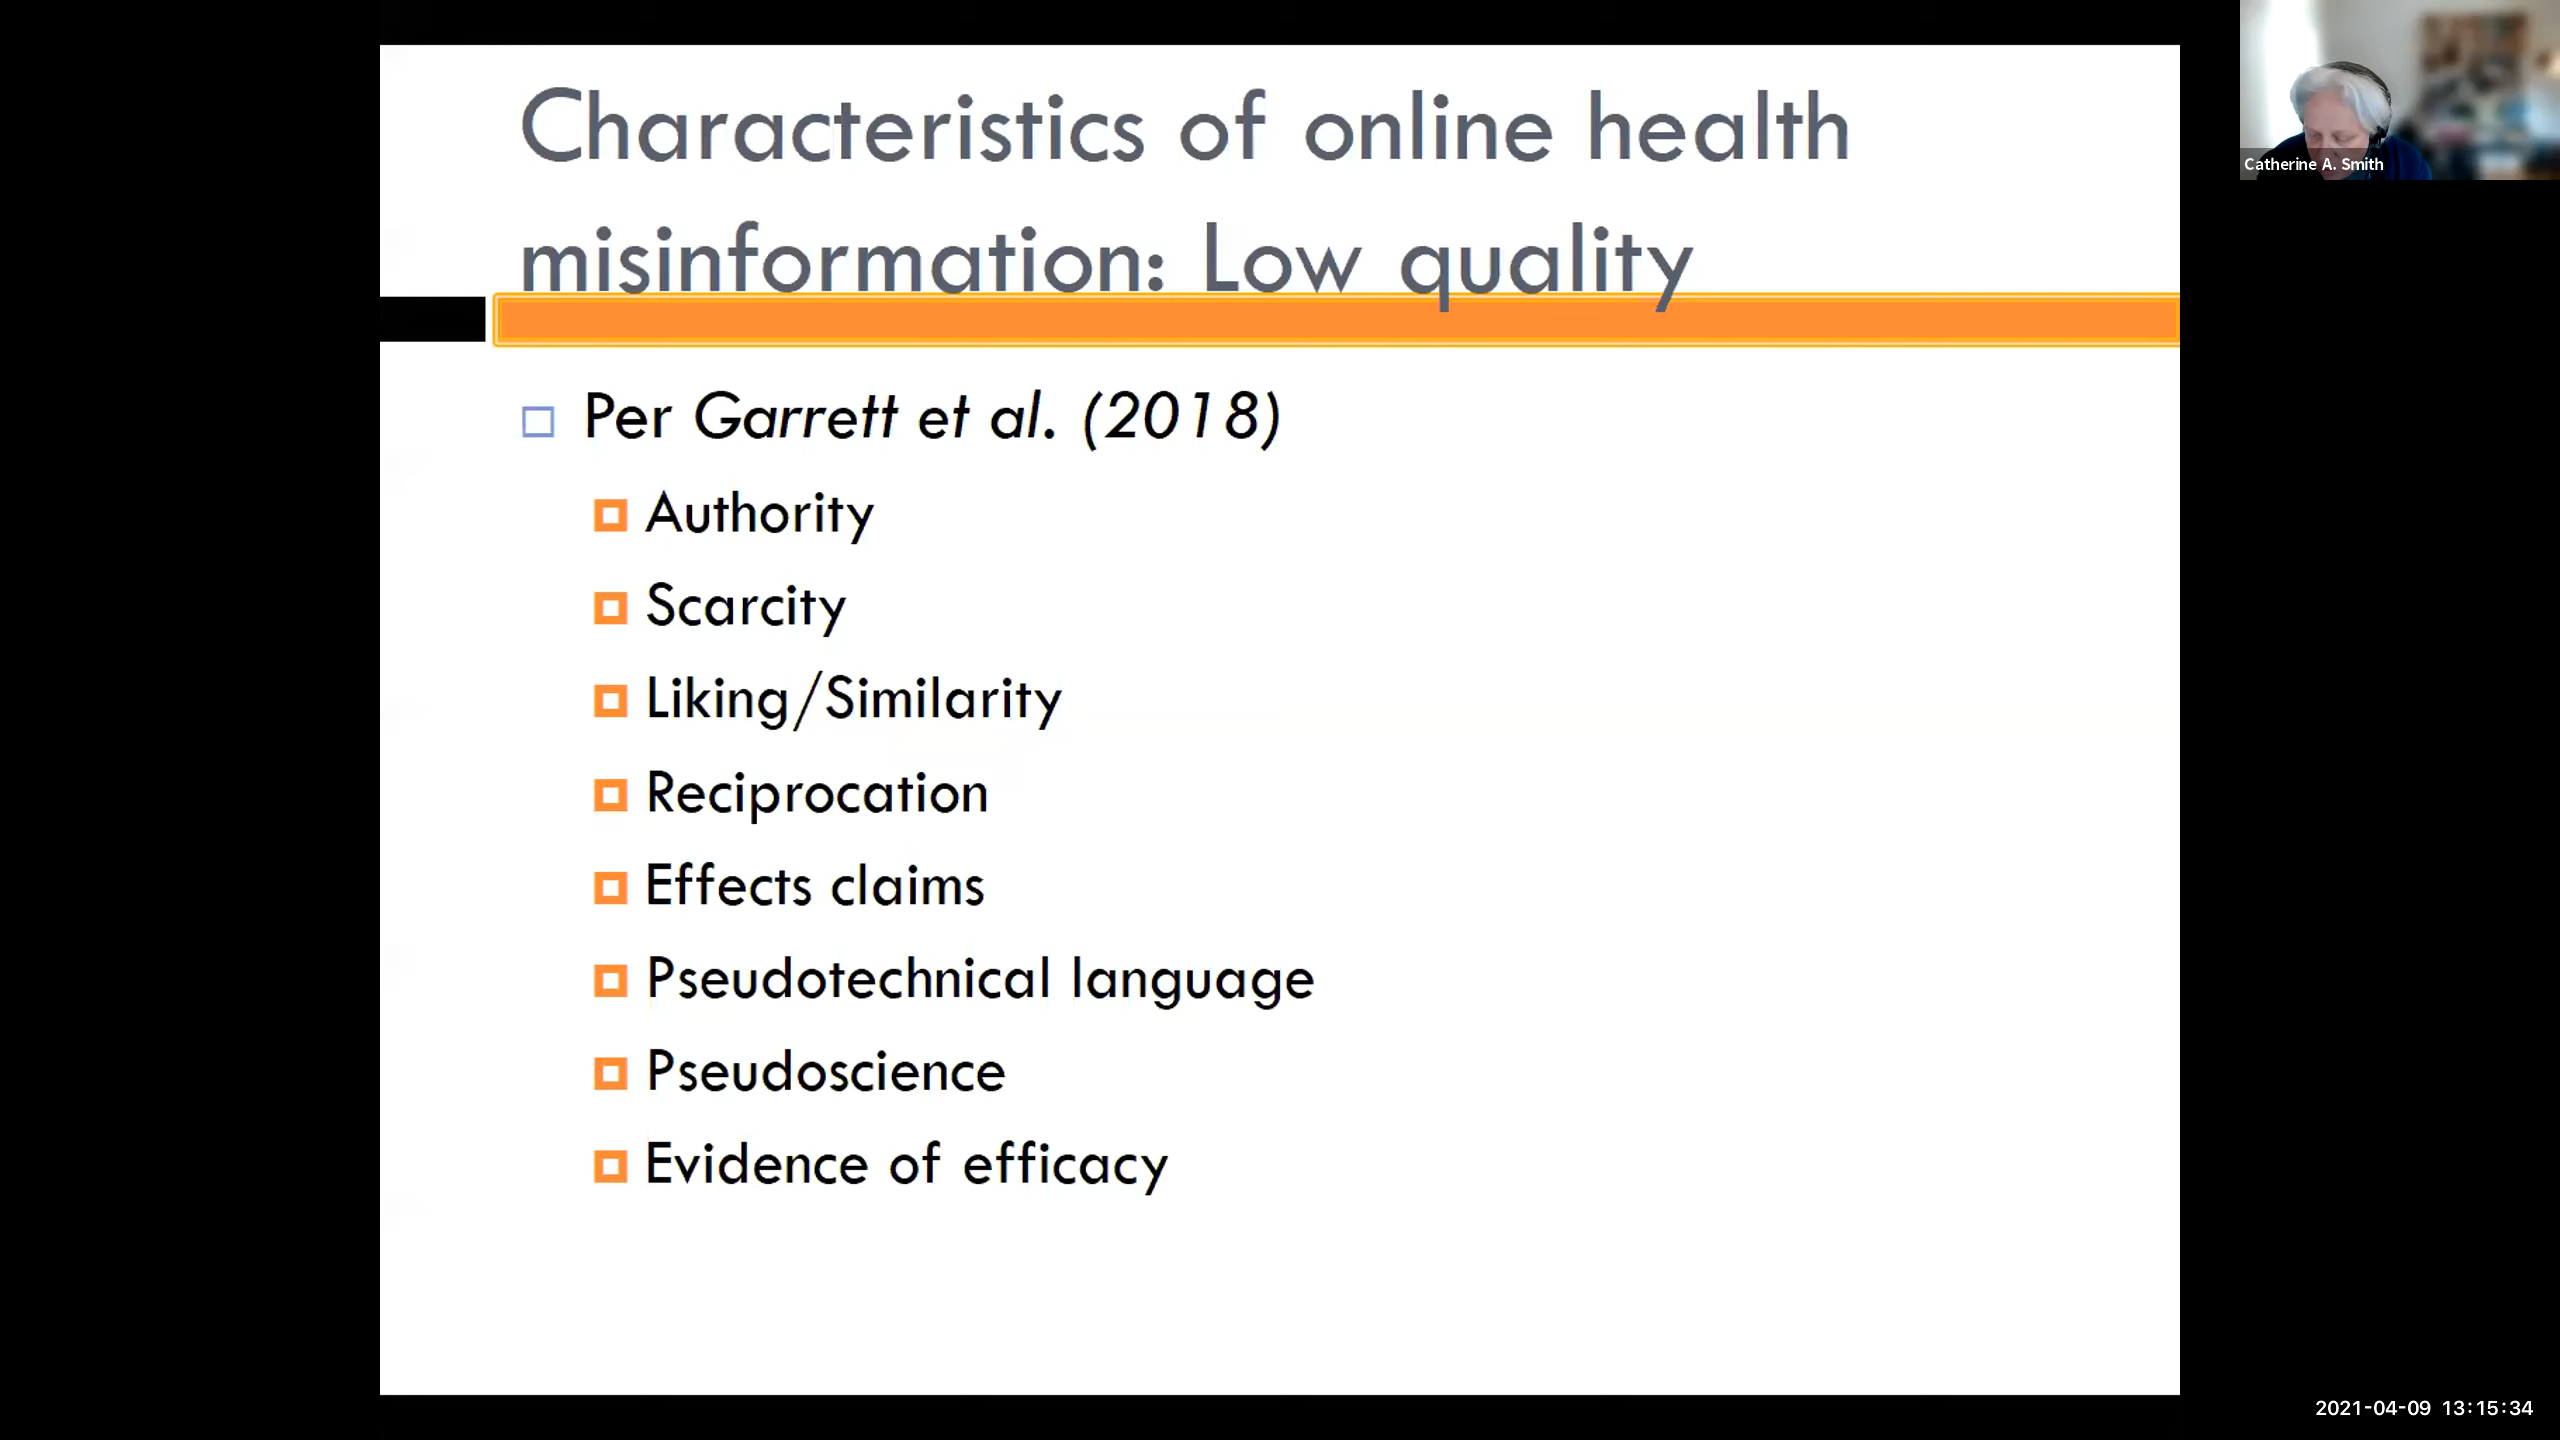 Characteristics of online health
misinformation: Low quality
Per Garrett et al. (2018)
Authority
Scarcity
Liking/Similarity
Reciprocation
Effects claims
Pseudotechnical language
Pseudoscience
Evidence of efficacy
Catherine A. Smith
2021-04-09 13:15:34